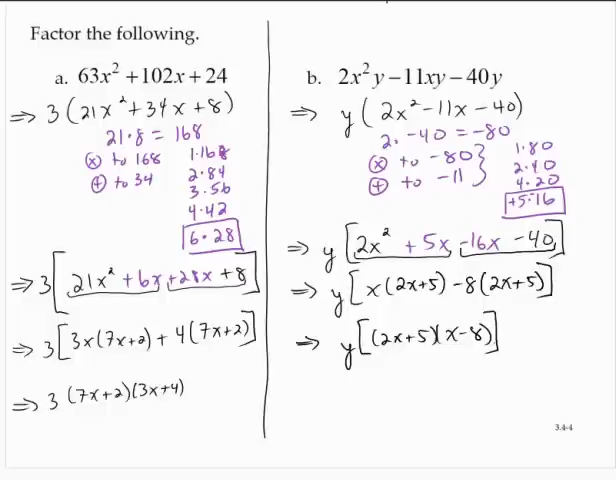 Factor the following.
a. 63x² + 102x + 24
⇒ 3(21x² + 34x + 8)
21·8 = 168
ⓧ to 168
⊕ to 34
1·168
2·84
3·56
4·42
6·28
⇒ 3[21x² + 6x + 28x + 8]
⇒ 3[3x(7x+2) + 4(7x+2)]
⇒ 3(7x+2)(3x+4)
b. 2x²y − 11xy − 40y
⇒ y(2x² − 11x − 40)
2·−40 = −80
ⓧ to −80
⊕ to −11
1·80
2·40
4·20
+5·−16
⇒ y[2x² + 5x − 16x − 40]
⇒ y[x(2x+5) − 8(2x+5)]
⇒ y[(2x+5)(x−8)]
3.4-4